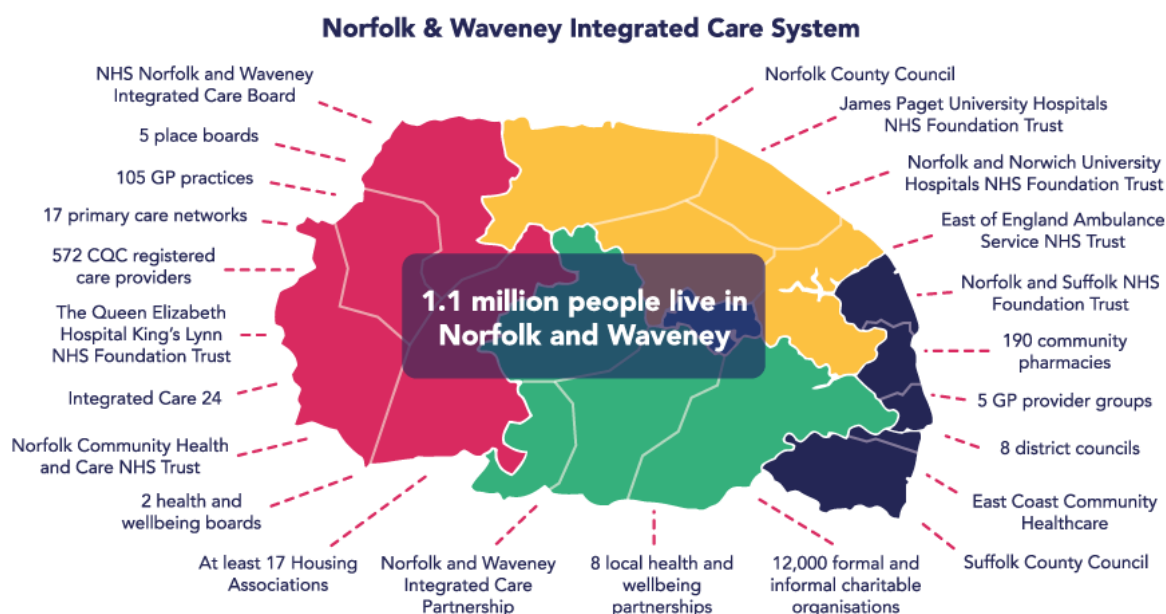 Norfolk & Waveney Integrated Care System
NHS Norfolk and Waveney
Integrated Care Board
5 place boards
105 GP practices
17 primary care networks
572 CQC registered
care providers
The Queen Elizabeth
Hospital King's Lynn
NHS Foundation Trust
Integrated Care 24
Norfolk Community Health
and Care NHS Trust
2 health and
wellbeing boards
At least 17 Housing
Associations
Norfolk and Waveney
Integrated Care
Partnership
8 local health and
wellbeing
partnerships
12,000 formal and
informal charitable
organisations
Norfolk County Council
James Paget University Hospitals
NHS Foundation Trust
Norfolk and Norwich University
Hospitals NHS Foundation Trust
East of England Ambulance
Service NHS Trust
Norfolk and Suffolk NHS
Foundation Trust
190 community
pharmacies
5 GP provider groups
8 district councils
East Coast Community
Healthcare
Suffolk County Council
1.1 million people live in
Norfolk and Waveney